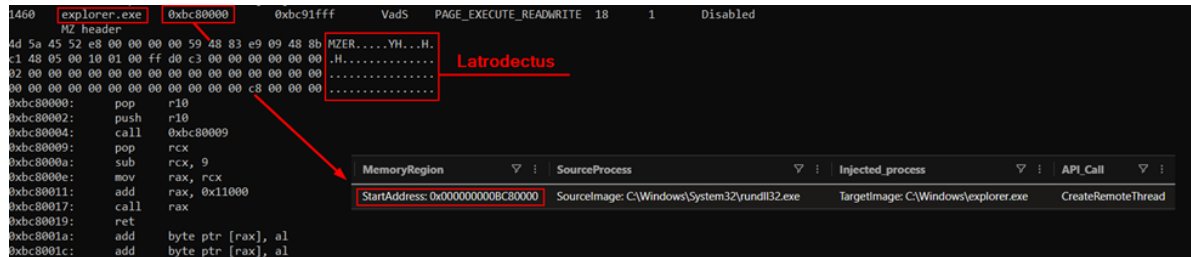 1460 explorer.exe 0xbc80000 0xbc91fff VadS PAGE_EXECUTE_READWRITE 18 1 Disabled
MZ header
4d 5a 45 52 e8 00 00 00 00 59 48 83 e9 09 48 8b MZER.....YH...H.
c1 48 05 00 10 01 00 ff d0 c3 00 00 00 00 00 00 .H..............
02 00 00 00 00 00 00 00 00 00 00 00 00 00 00 00 ................
00 00 00 00 00 00 00 00 00 00 00 00 c8 00 00 00 ................
Latrodectus
0xbc80000: pop r10
0xbc80002: push r10
0xbc80004: call 0xbc80009
0xbc80009: pop rcx
0xbc8000a: sub rcx, 9
0xbc8000e: mov rax, rcx
0xbc80011: add rax, 0x11000
0xbc80017: call rax
0xbc80019: ret
0xbc8001a: add byte ptr [rax], al
0xbc8001c: add byte ptr [rax], al
MemoryRegion SourceProcess Injected_process API_Call
StartAddress: 0x000000000BC80000 SourceImage: C:\Windows\System32\rundll32.exe TargetImage: C:\Windows\explorer.exe CreateRemoteThread